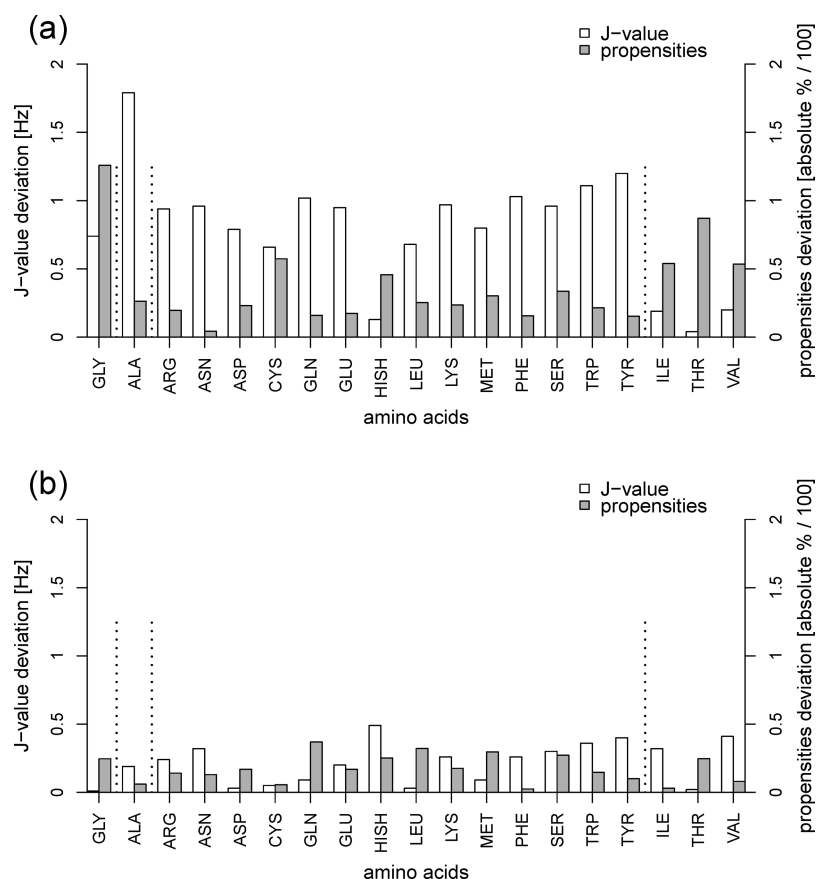 (a)
J-value
propensities
J-value deviation [Hz]
2
1.5
1
0.5
0
2
1.5
1
0.5
0
propensities deviation [absolute % / 100]
GLY
ALA
ARG
ASN
ASP
CYS
GLN
GLU
HISH
LEU
LYS
MET
PHE
SER
TRP
TYR
ILE
THR
VAL
amino acids
(b)
J-value
propensities
J-value deviation [Hz]
2
1.5
1
0.5
0
2
1.5
1
0.5
0
propensities deviation [absolute % / 100]
GLY
ALA
ARG
ASN
ASP
CYS
GLN
GLU
HISH
LEU
LYS
MET
PHE
SER
TRP
TYR
ILE
THR
VAL
amino acids